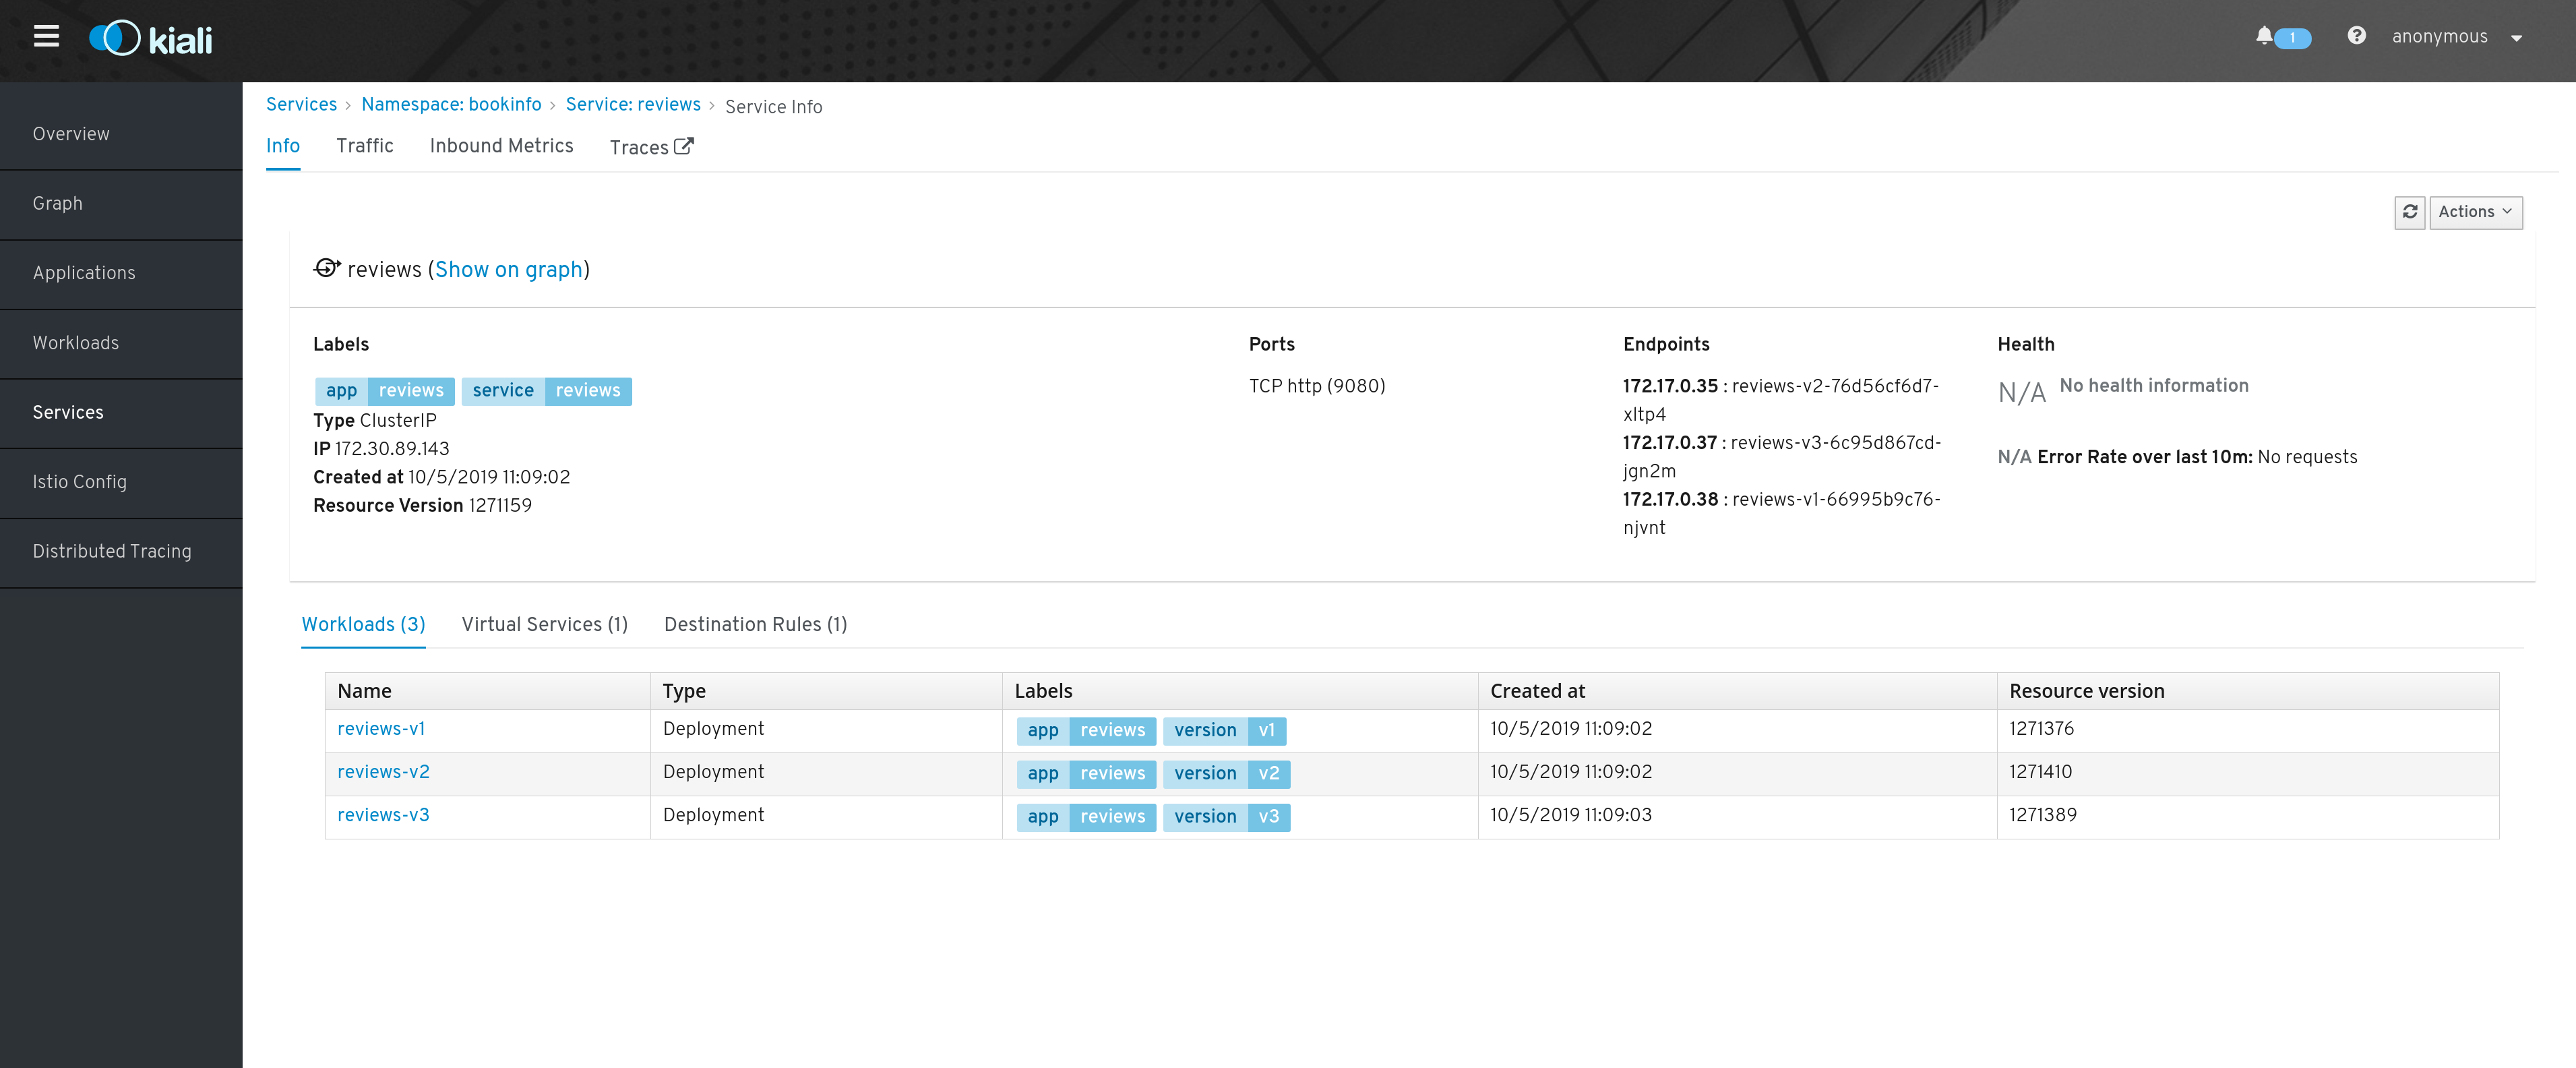 kiali
1
anonymous
Overview
Graph
Applications
Workloads
Services
Istio Config
Distributed Tracing
Services › Namespace: bookinfo › Service: reviews › Service Info
Info Traffic Inbound Metrics Traces
Actions
reviews (Show on graph)
Labels
app reviews service reviews
Type ClusterIP
IP 172.30.89.143
Created at 10/5/2019 11:09:02
Resource Version 1271159
Ports
TCP http (9080)
Endpoints
172.17.0.35 : reviews-v2-76d56cf6d7-
xltp4
172.17.0.37 : reviews-v3-6c95d867cd-
jgn2m
172.17.0.38 : reviews-v1-66995b9c76-
njvnt
Health
N/A No health information
N/A Error Rate over last 10m: No requests
Workloads (3) Virtual Services (1) Destination Rules (1)
Name Type Labels Created at Resource version
reviews-v1 Deployment app reviews version v1 10/5/2019 11:09:02 1271376
reviews-v2 Deployment app reviews version v2 10/5/2019 11:09:02 1271410
reviews-v3 Deployment app reviews version v3 10/5/2019 11:09:03 1271389